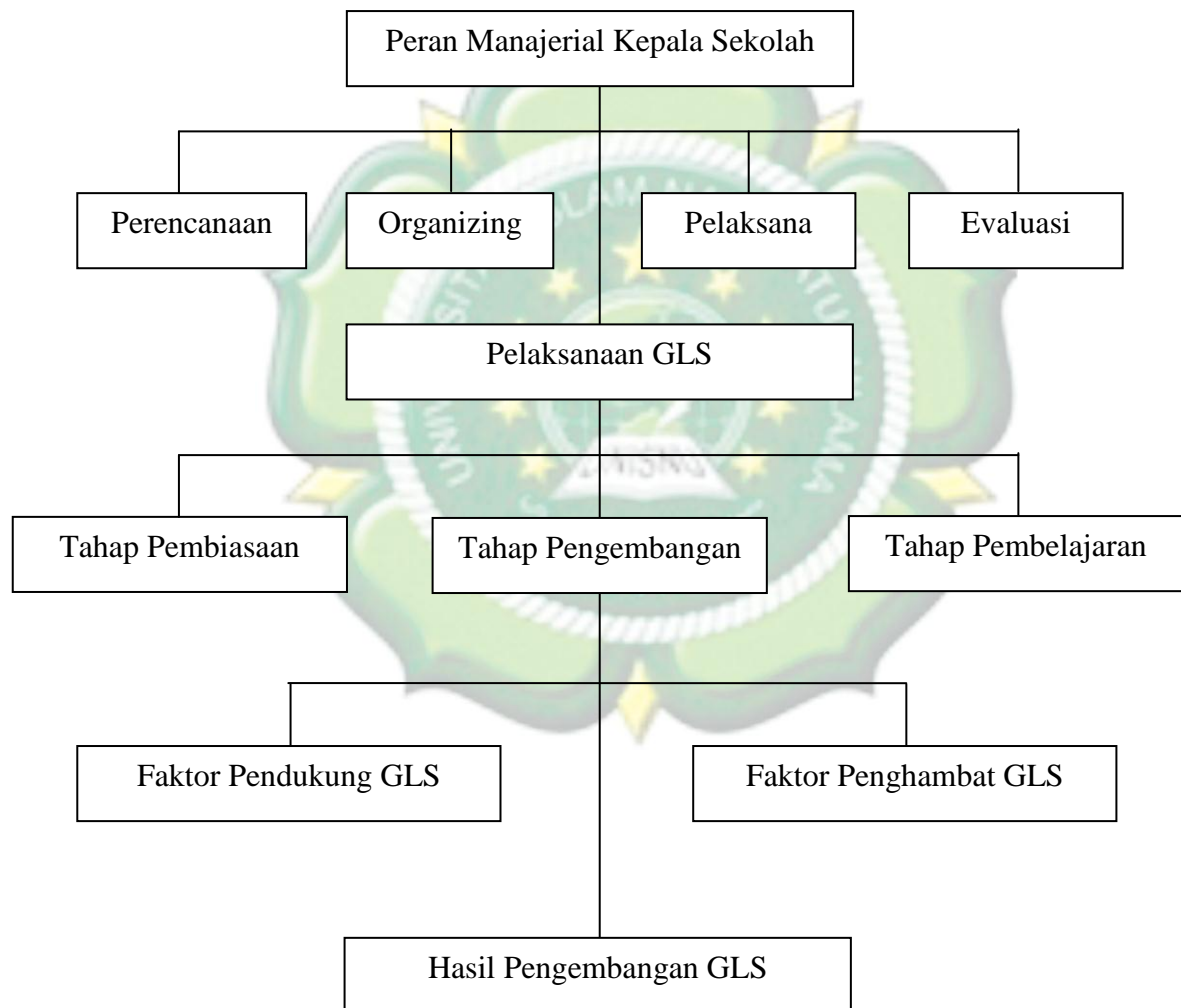 Peran Manajerial Kepala Sekolah
Perencanaan
Organizing
Pelaksana
Evaluasi
Pelaksanaan GLS
Tahap Pembiasaan
Tahap Pengembangan
Tahap Pembelajaran
Faktor Pendukung GLS
Faktor Penghambat GLS
Hasil Pengembangan GLS